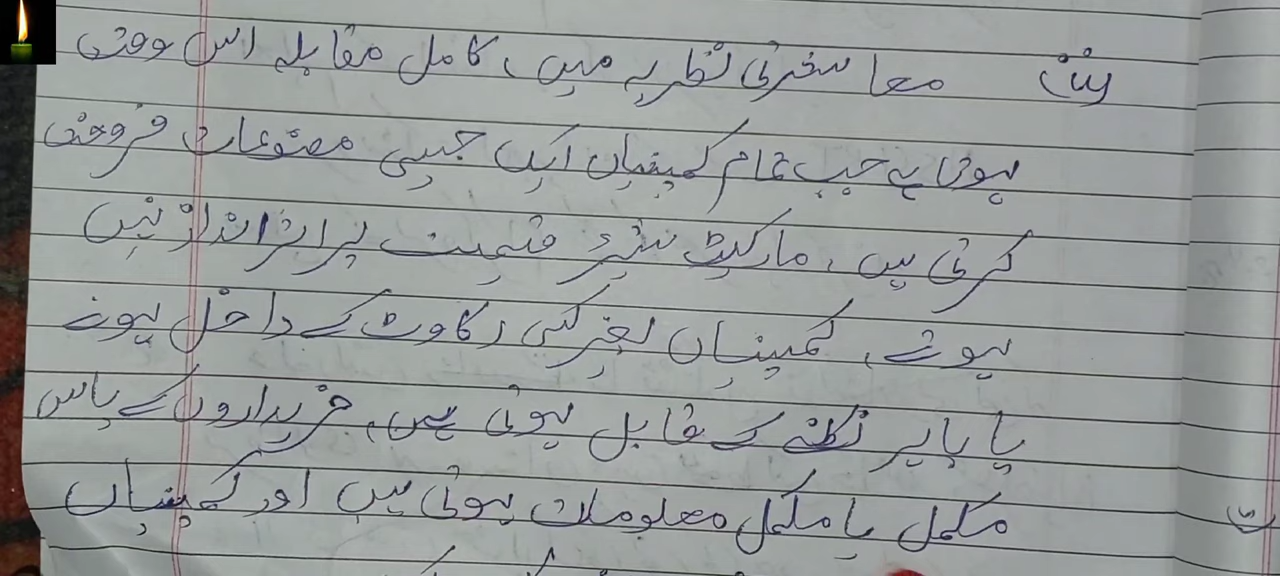 معاشرتی نظریہ میں، کامل مقابلہ اس وقت
ہوتا ہے جب تمام کمپنیاں ایک جیسی مصنوعات فروخت
کرتی ہیں، مارکیٹ شیئر قیمت پر اثر انداز نہیں
ہوتے، کمپنیاں بغیر کسی رکاوٹ کے داخل ہونے
یا باہر نکلنے کے قابل ہوتی ہیں، خریداروں کے پاس
مکمل یا مکمل معلومات ہوتی ہیں اور کمپنیاں